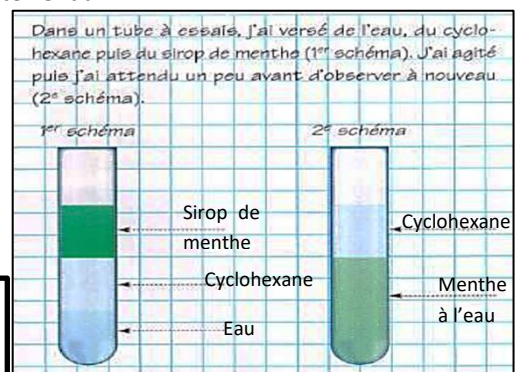 Dans un tube à essais, j'ai versé de l'eau, du cyclo-
hexane puis du sirop de menthe (1er schéma). J'ai agité
puis j'ai attendu un peu avant d'observer à nouveau
(2e schéma).
1er schéma
2e schéma
Sirop de
menthe
Cyclohexane
Eau
Cyclohexane
Menthe
à l'eau